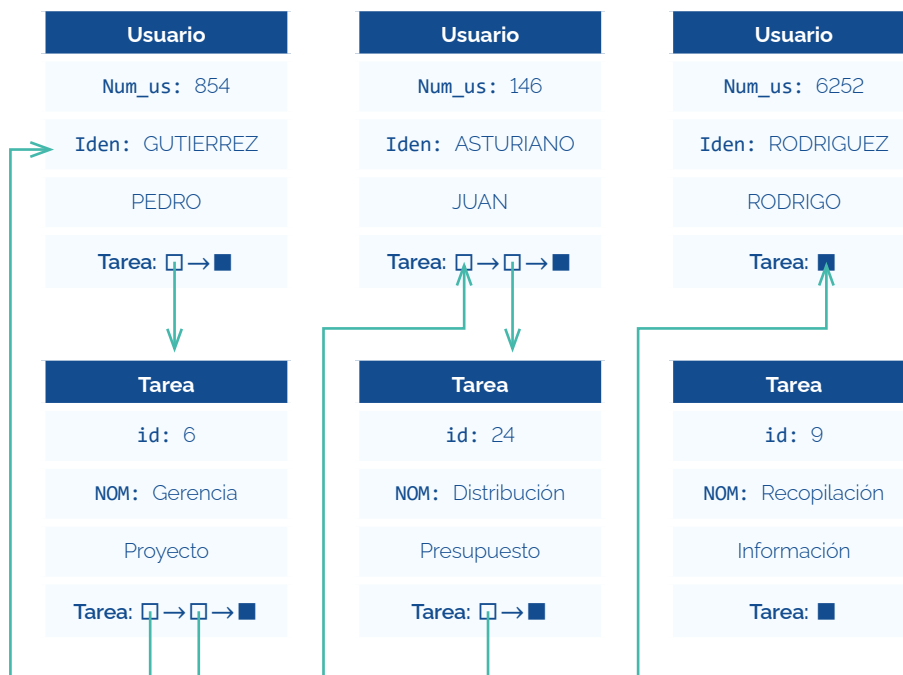 Usuario
Num_us: 854
Iden: GUTIERREZ
PEDRO
Tarea:
Usuario
Num_us: 146
Iden: ASTURIANO
JUAN
Tarea:
Usuario
Num_us: 6252
Iden: RODRIGUEZ
RODRIGO
Tarea:
Tarea
id: 6
NOM: Gerencia
Proyecto
Tarea:
Tarea
id: 24
NOM: Distribución
Presupuesto
Tarea:
Tarea
id: 9
NOM: Recopilación
Información
Tarea: